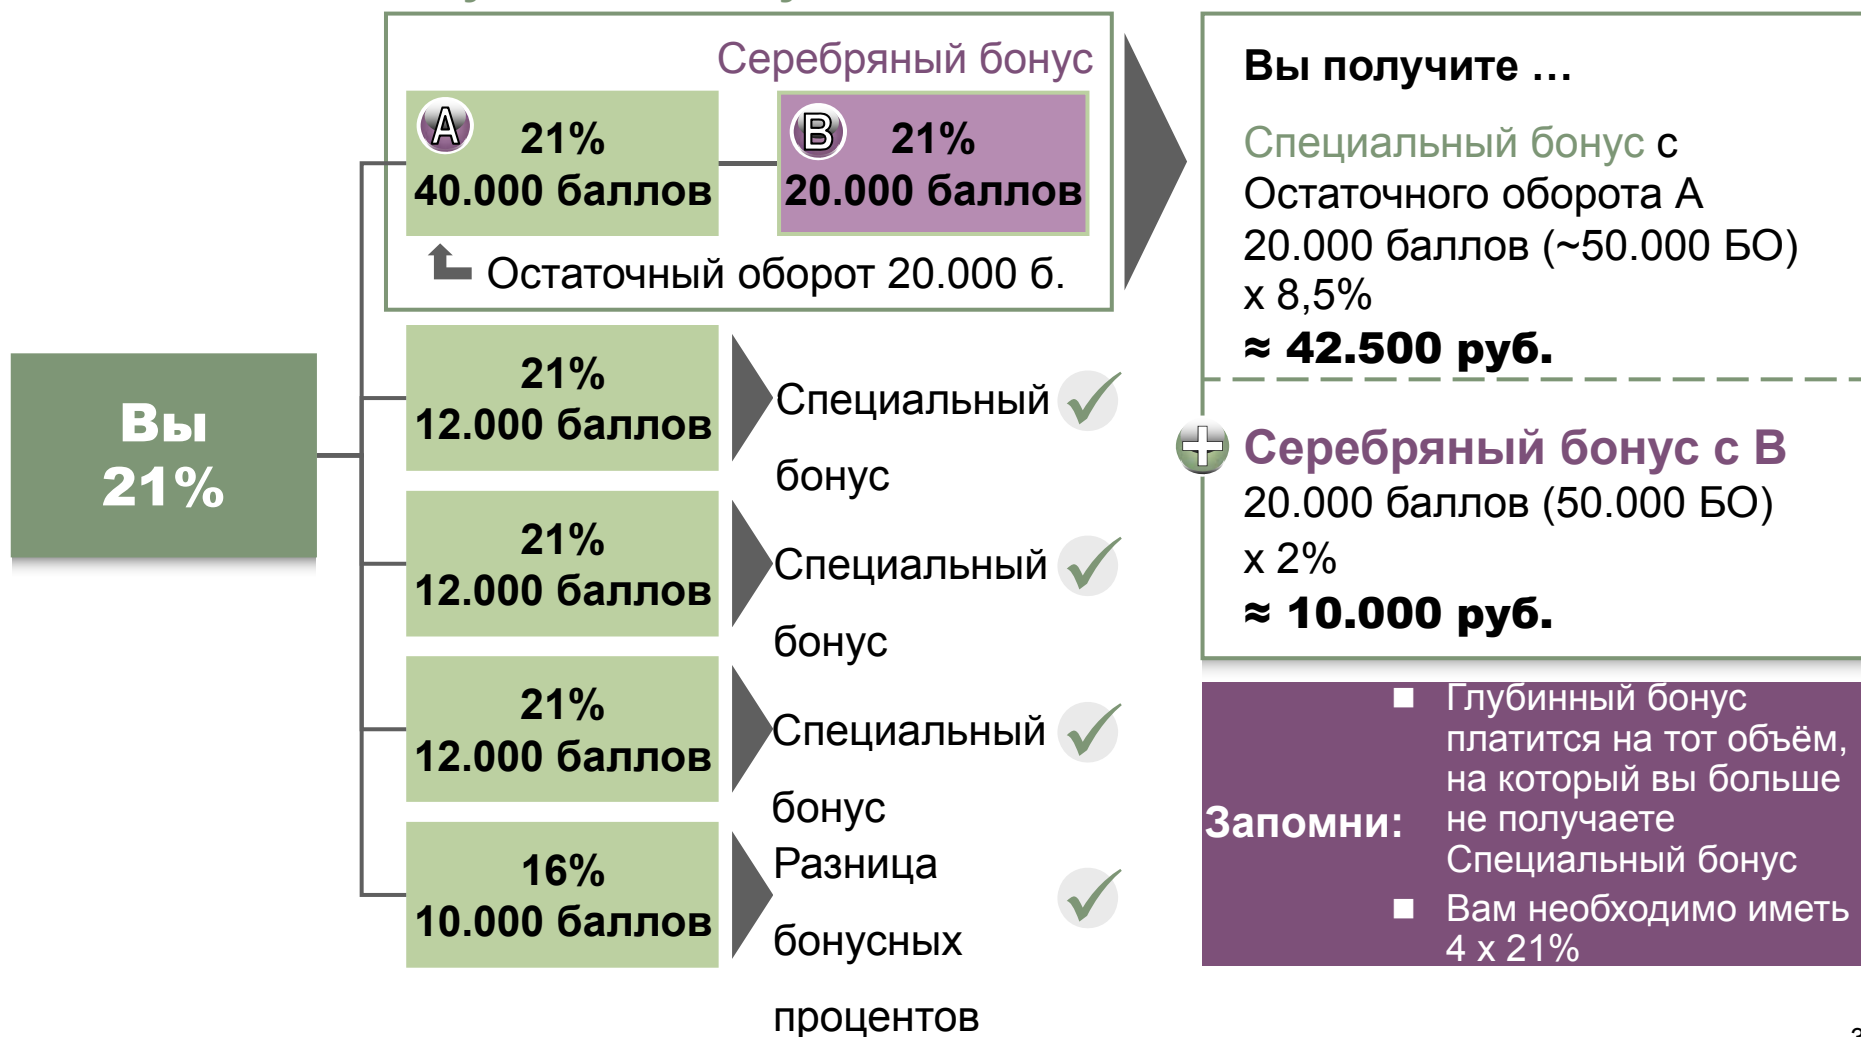 Серебряный бонус
A
21%
40.000 баллов
B
21%
20.000 баллов
Остаточный оборот 20.000 б.
Вы
21%
21%
12.000 баллов
Специальный
бонус
21%
12.000 баллов
Специальный
бонус
21%
12.000 баллов
Специальный
бонус
16%
10.000 баллов
Разница
бонусных
процентов
Вы получите ...
Специальный бонус с
Остаточного оборота А
20.000 баллов (~50.000 БО)
x 8,5%
≈ 42.500 руб.
Серебряный бонус с В
20.000 баллов (50.000 БО)
x 2%
≈ 10.000 руб.
Запомни:
Глубинный бонус
платится на тот объём,
на который вы больше
не получаете
Специальный бонус
Вам необходимо иметь
4 x 21%